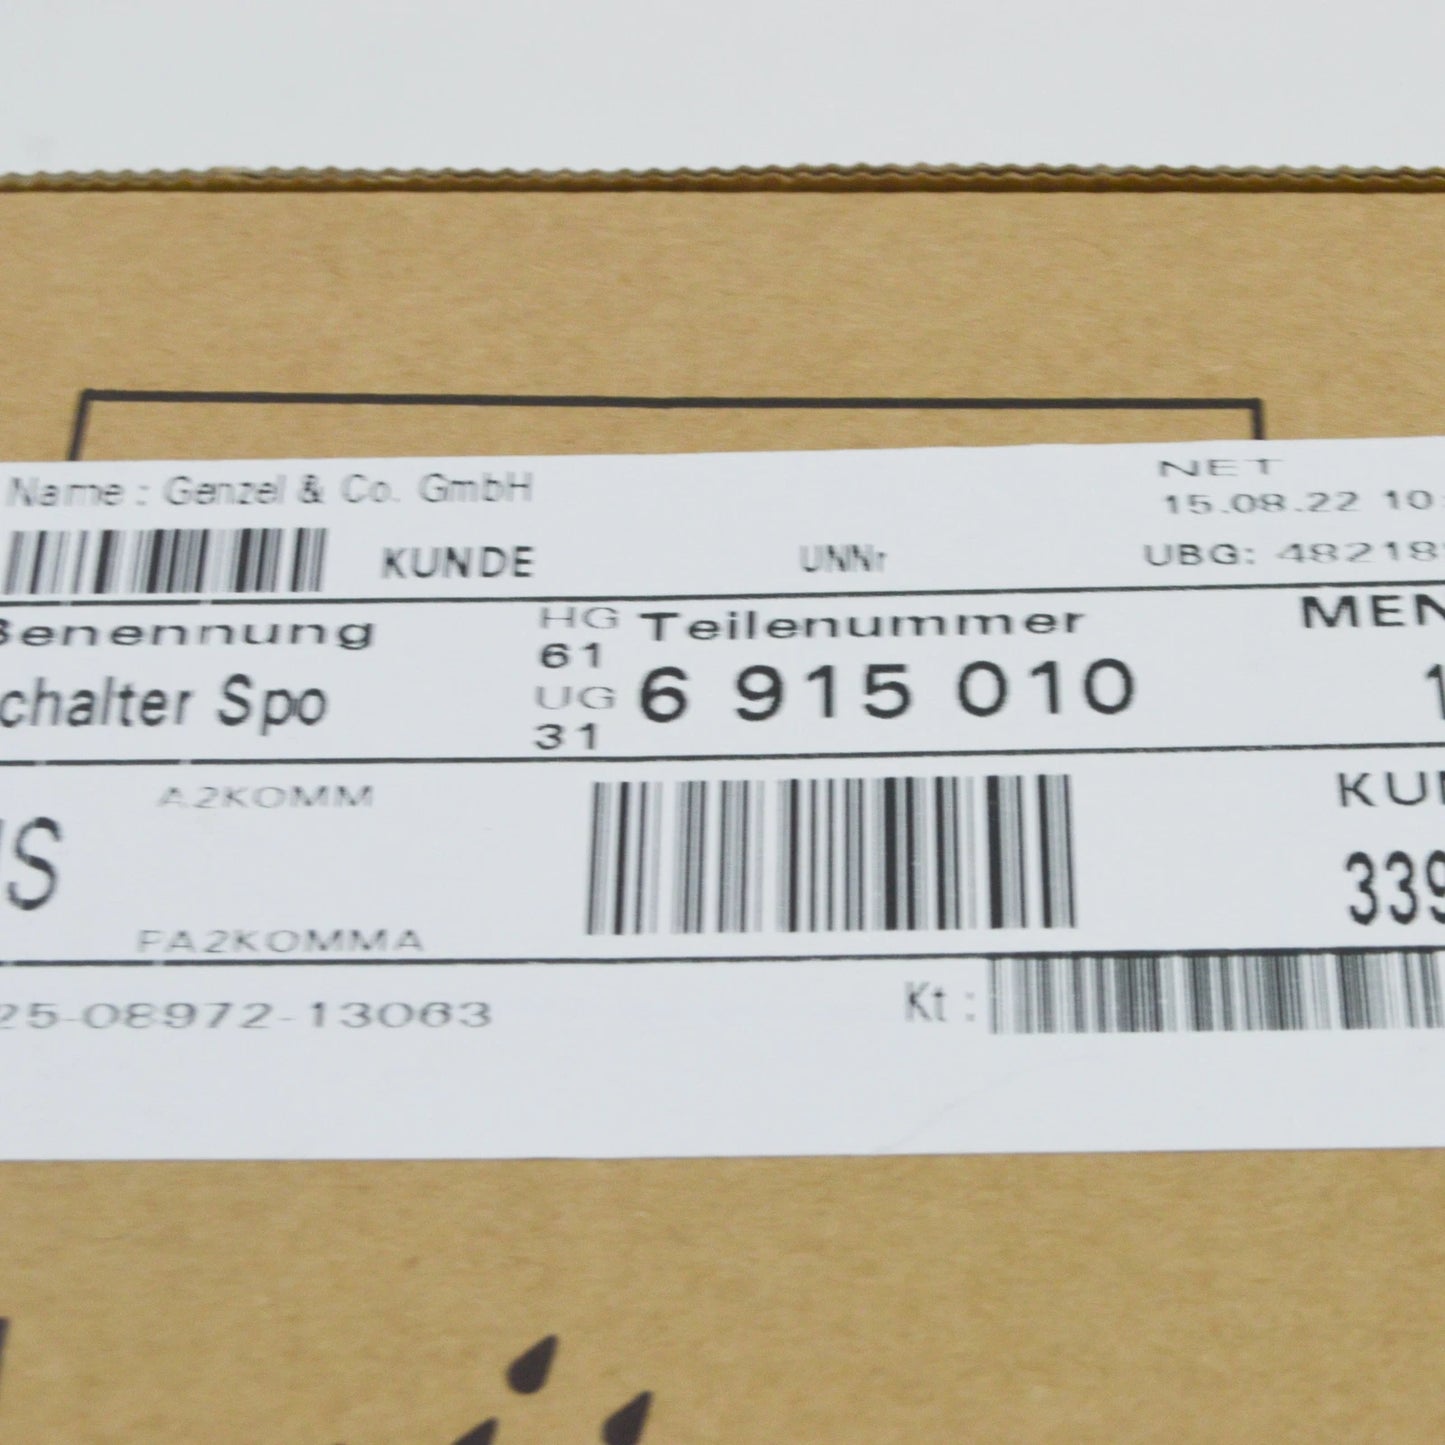 Name : Genzel & Co. GmbH
NET
15.08.22 10
KUNDE
UNNr
UBG: 48218
Benennung
HG
61
Teilenummer
MEN
chalter Spo
UG
31
6 915 010
1
A2KOMM
KU
S
339
PA2KOMMA
25-08972-13063
Kt :